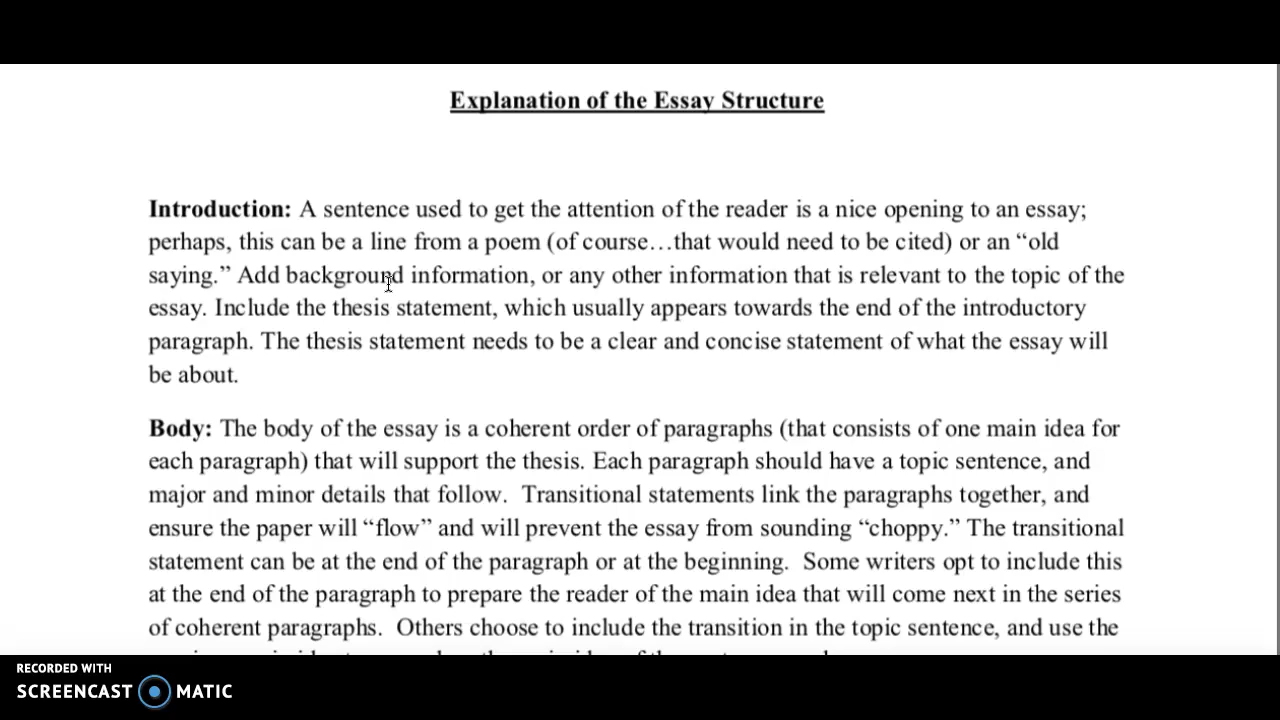 Explanation of the Essay Structure
Introduction: A sentence used to get the attention of the reader is a nice opening to an essay;
perhaps, this can be a line from a poem (of course…that would need to be cited) or an “old
saying.” Add background information, or any other information that is relevant to the topic of the
essay. Include the thesis statement, which usually appears towards the end of the introductory
paragraph. The thesis statement needs to be a clear and concise statement of what the essay will
be about.
Body: The body of the essay is a coherent order of paragraphs (that consists of one main idea for
each paragraph) that will support the thesis. Each paragraph should have a topic sentence, and
major and minor details that follow.  Transitional statements link the paragraphs together, and
ensure the paper will “flow” and will prevent the essay from sounding “choppy.” The transitional
statement can be at the end of the paragraph or at the beginning.  Some writers opt to include this
at the end of the paragraph to prepare the reader of the main idea that will come next in the series
of coherent paragraphs.  Others choose to include the transition in the topic sentence, and use the
RECORDED WITH
SCREENCAST MATIC